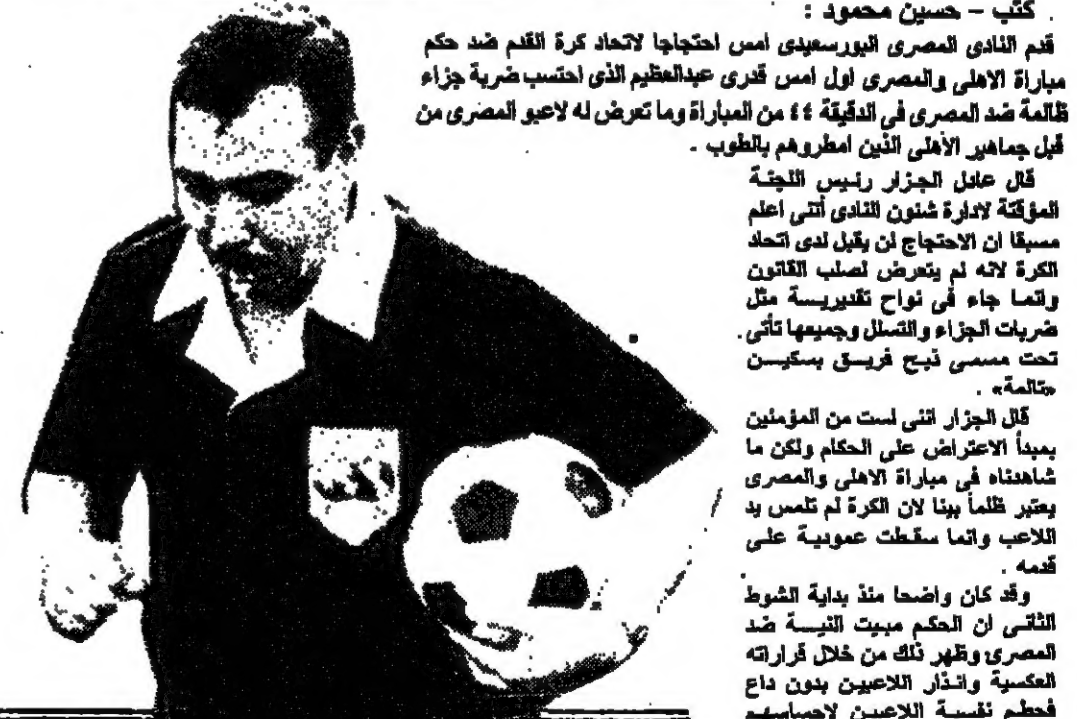 كتب – حسين محمود :
قدم النادى المصرى البورسعيدى امس احتجاجا لاتحاد كرة القدم ضد حكم
مباراة الاهلى والمصرى اول امس قدرى عبدالعظيم الذى احتسب ضربة جزاء
ظالمة ضد المصرى فى الدقيقة ٤٤ من المباراة وما تعرض له لاعبو المصرى من
قبل جماهير الأهلى الذين امطروهم بالطوب .
قال عادل الجزار رئيس اللجنة
المؤقتة لادارة شئون النادى أننى اعلم
مسبقا ان الاحتجاج لن يقبل لدى اتحاد
الكرة لانه لم يتعرض لصلب القانون
وانما جاء فى نواح تقديرية مثل
ضربات الجزاء والتسلل وجميعها تأتى
تحت مسمى ذبح فريق بسكين
«تالمة» .
قال الجزار اننى لست من المؤمنين
بمبدأ الاعتراض على الحكام ولكن ما
شاهدناه فى مباراة الاهلى والمصرى
يعتبر ظلماً بينا لان الكرة لم تلمس يد
اللاعب وانما سقطت عمودية على
قدمه .
وقد كان واضحا منذ بداية الشوط
الثانى ان الحكم مبيت النية ضد
المصرى وظهر ذلك من خلال قراراته
العكسية وانذار اللاعبين بدون داع
فحطم نفسية اللاعبين لاحساسهم